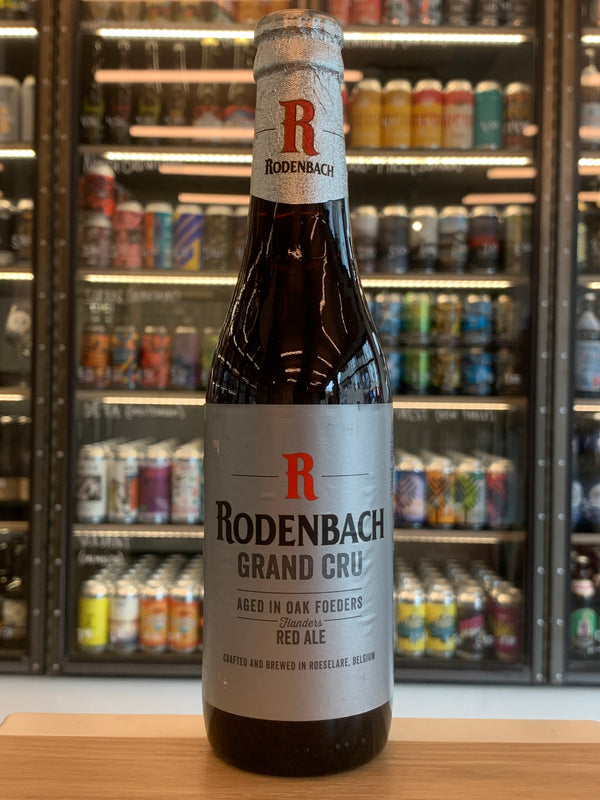 R
RODENBACH
R
RODENBACH
GRAND CRU
AGED IN OAK FOEDERS
Flanders
RED ALE
CRAFTED AND BREWED IN ROESELARE, BELGIUM